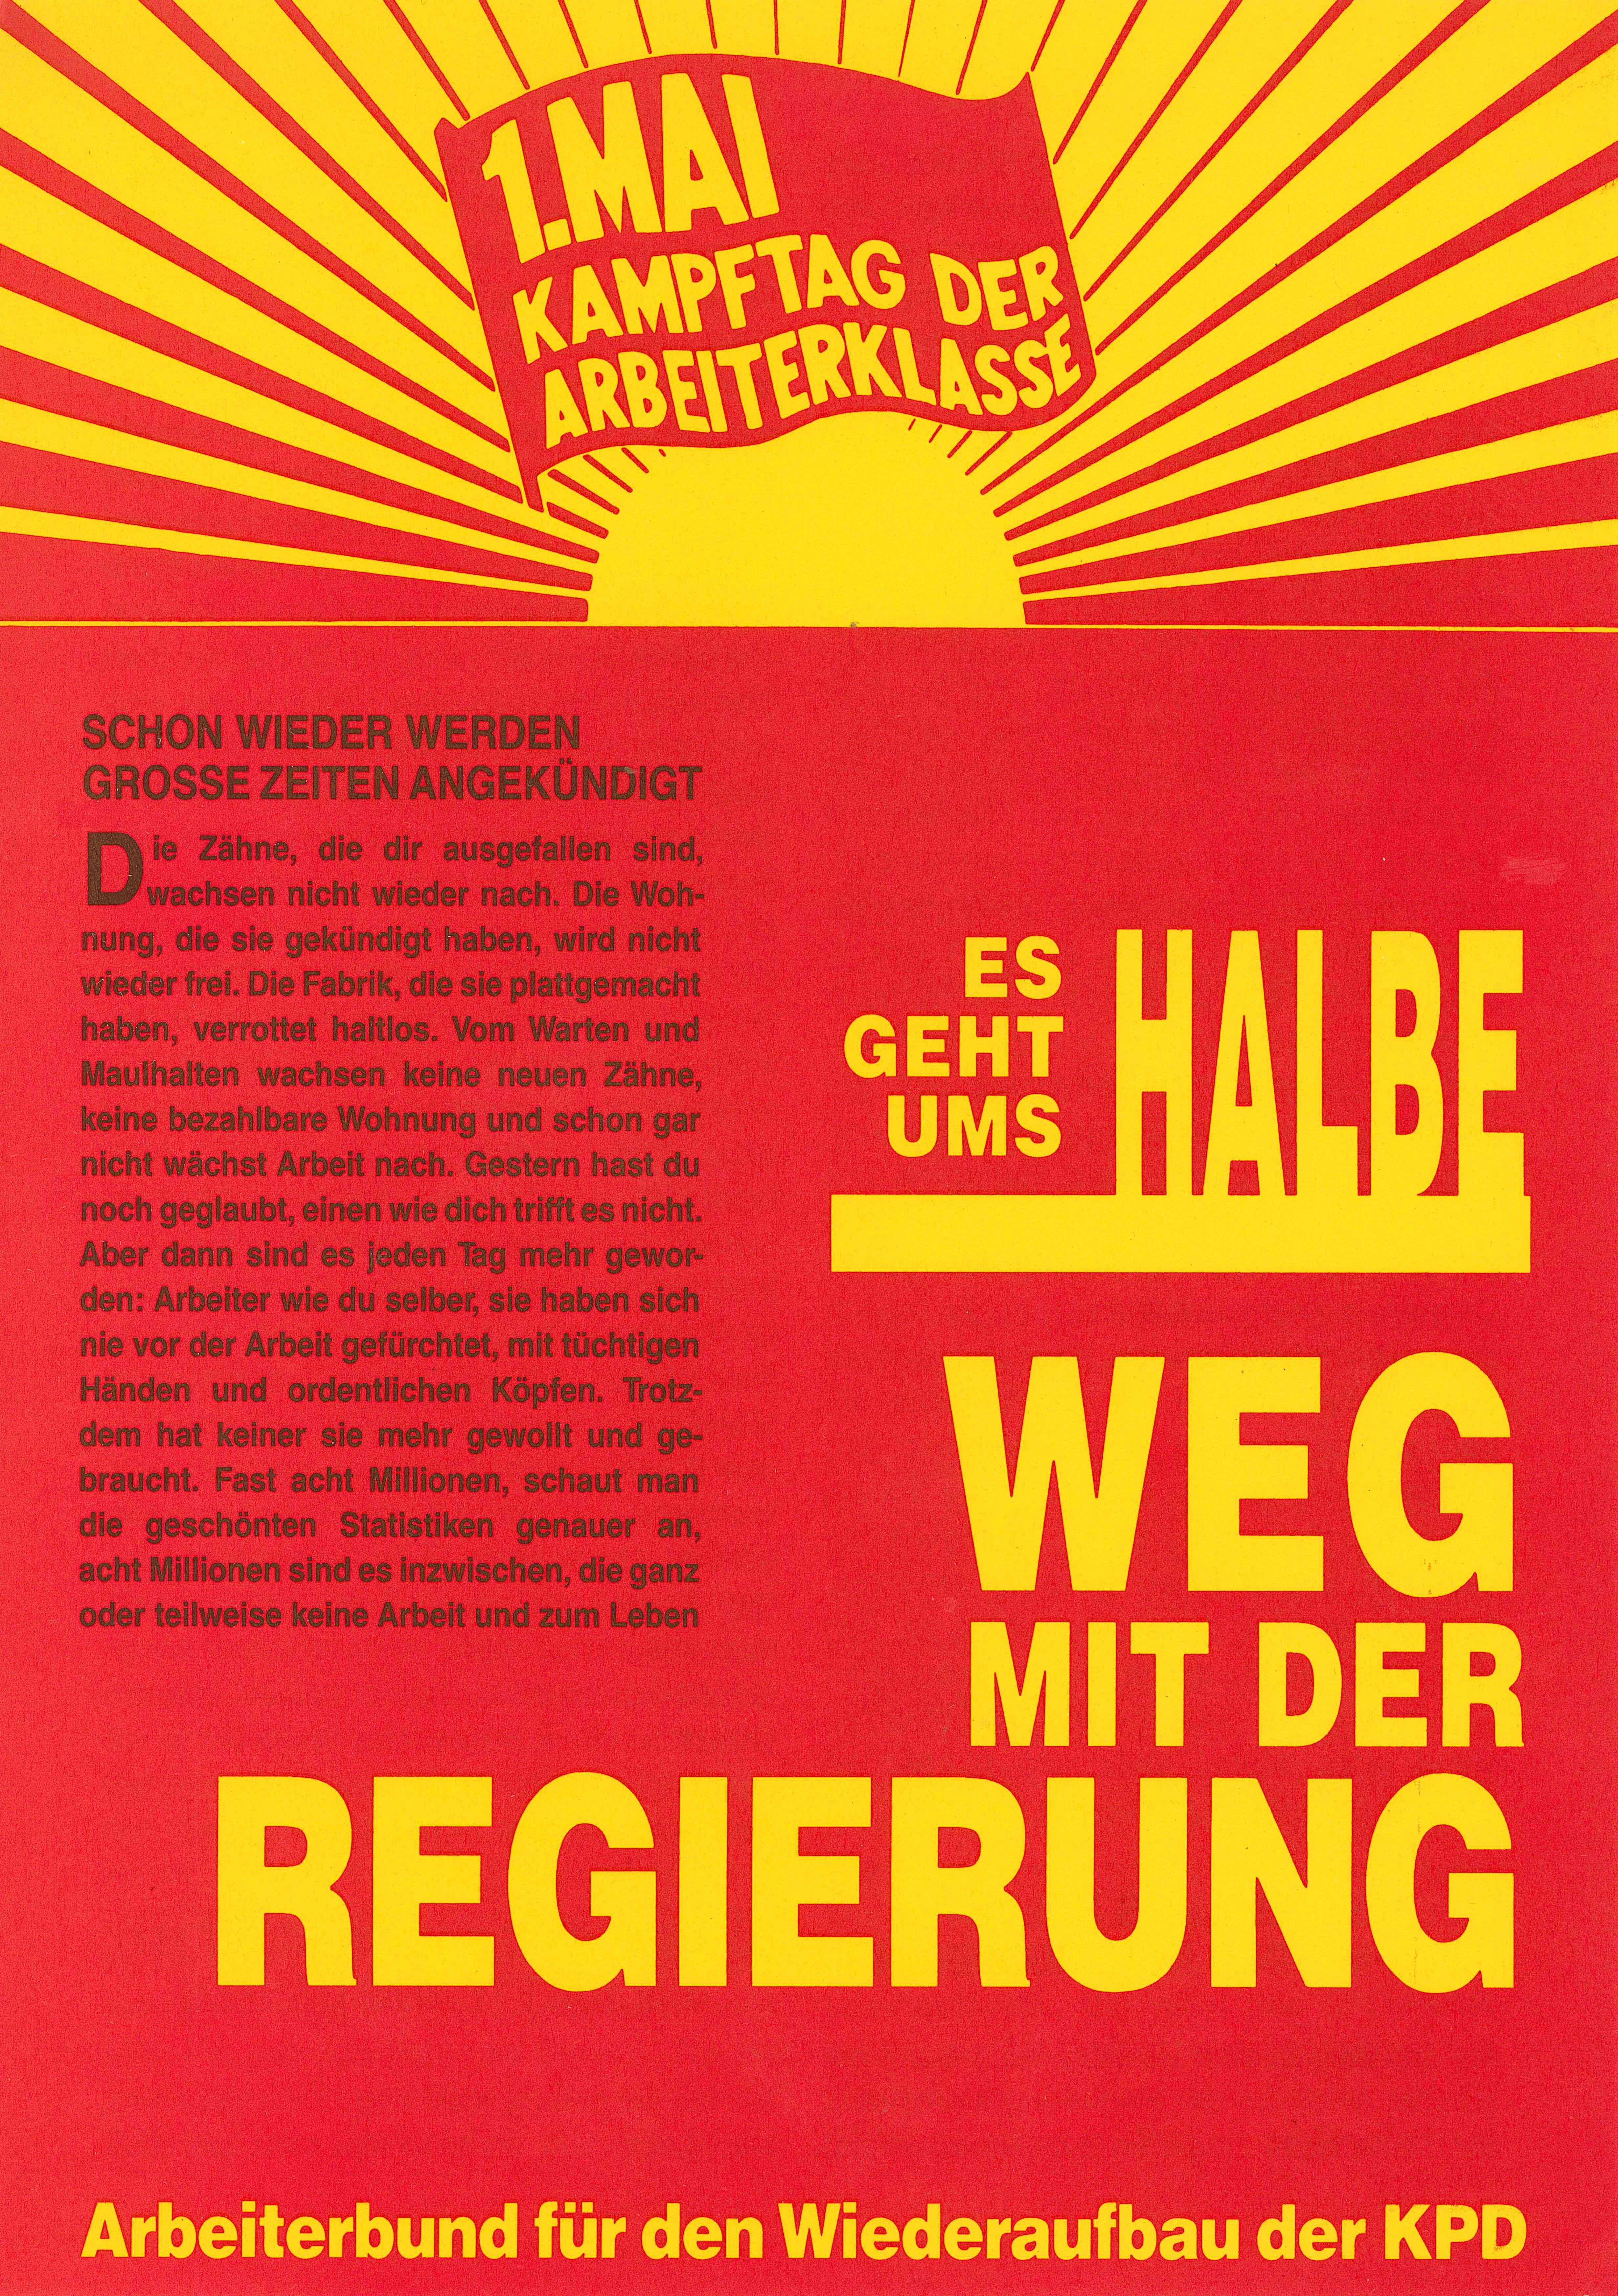 1. MAI
KAMPFTAG DER
ARBEITERKLASSE
SCHON WIEDER WERDEN
GROSSE ZEITEN ANGEKÜNDIGT
Die Zähne, die dir ausgefallen sind,
wachsen nicht wieder nach. Die Woh-
nung, die sie gekündigt haben, wird nicht
wieder frei. Die Fabrik, die sie plattgemacht
haben, verrottet haltlos. Vom Warten und
Maulhalten wachsen keine neuen Zähne,
keine bezahlbare Wohnung und schon gar
nicht wächst Arbeit nach. Gestern hast du
noch geglaubt, einen wie dich trifft es nicht.
Aber dann sind es jeden Tag mehr gewor-
den: Arbeiter wie du selber, sie haben sich
nie vor der Arbeit gefürchtet, mit tüchtigen
Händen und ordentlichen Köpfen. Trotz-
dem hat keiner sie mehr gewollt und ge-
braucht. Fast acht Millionen, schaut man
die geschönten Statistiken genauer an,
acht Millionen sind es inzwischen, die ganz
oder teilweise keine Arbeit und zum Leben
ES
GEHT
UMS
HALBE
WEG
MIT DER
REGIERUNG
Arbeiterbund für den Wiederaufbau der KPD